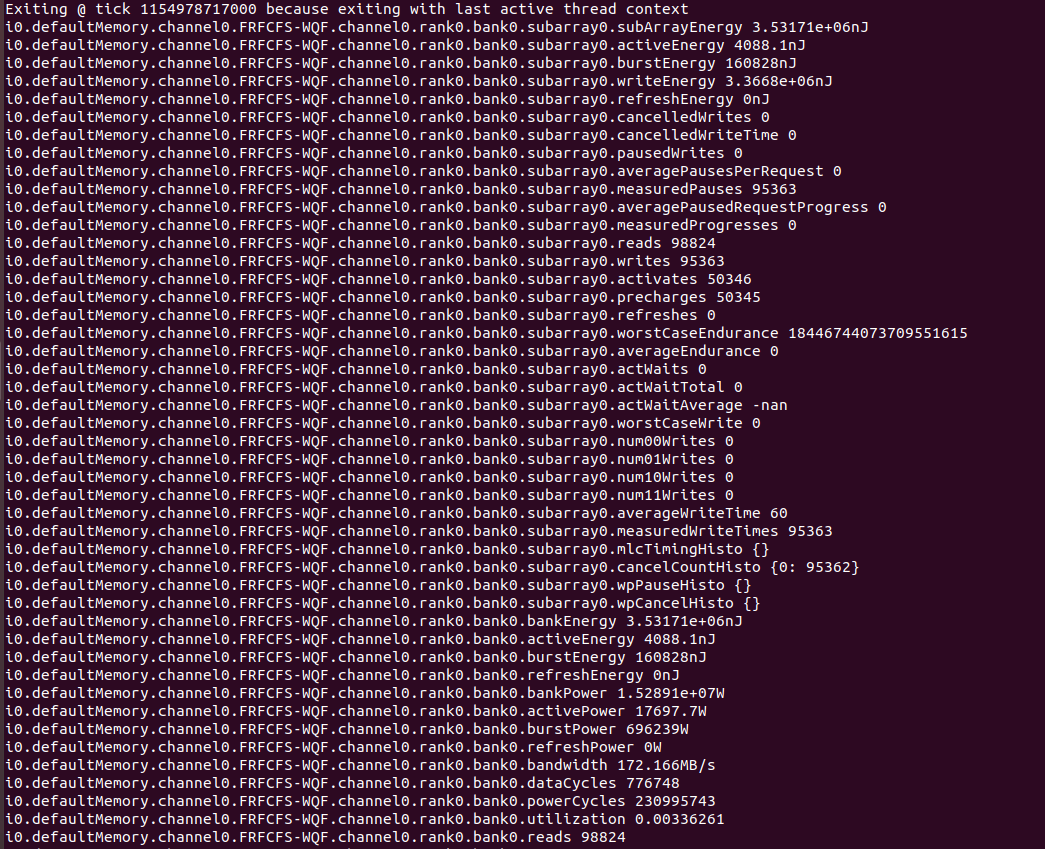 Exiting @ tick 1154978717000 because exiting with last active thread context
i0.defaultMemory.channel0.FRFCFS-WQF.channel0.rank0.bank0.subarray0.subArrayEnergy 3.53171e+06nJ
i0.defaultMemory.channel0.FRFCFS-WQF.channel0.rank0.bank0.subarray0.activeEnergy 4088.1nJ
i0.defaultMemory.channel0.FRFCFS-WQF.channel0.rank0.bank0.subarray0.burstEnergy 160828nJ
i0.defaultMemory.channel0.FRFCFS-WQF.channel0.rank0.bank0.subarray0.writeEnergy 3.3668e+06nJ
i0.defaultMemory.channel0.FRFCFS-WQF.channel0.rank0.bank0.subarray0.refreshEnergy 0nJ
i0.defaultMemory.channel0.FRFCFS-WQF.channel0.rank0.bank0.subarray0.cancelledWrites 0
i0.defaultMemory.channel0.FRFCFS-WQF.channel0.rank0.bank0.subarray0.cancelledWriteTime 0
i0.defaultMemory.channel0.FRFCFS-WQF.channel0.rank0.bank0.subarray0.pausedWrites 0
i0.defaultMemory.channel0.FRFCFS-WQF.channel0.rank0.bank0.subarray0.averagePausesPerRequest 0
i0.defaultMemory.channel0.FRFCFS-WQF.channel0.rank0.bank0.subarray0.measuredPauses 95363
i0.defaultMemory.channel0.FRFCFS-WQF.channel0.rank0.bank0.subarray0.averagePausedRequestProgress 0
i0.defaultMemory.channel0.FRFCFS-WQF.channel0.rank0.bank0.subarray0.measuredProgresses 0
i0.defaultMemory.channel0.FRFCFS-WQF.channel0.rank0.bank0.subarray0.reads 98824
i0.defaultMemory.channel0.FRFCFS-WQF.channel0.rank0.bank0.subarray0.writes 95363
i0.defaultMemory.channel0.FRFCFS-WQF.channel0.rank0.bank0.subarray0.activates 50346
i0.defaultMemory.channel0.FRFCFS-WQF.channel0.rank0.bank0.subarray0.precharges 50345
i0.defaultMemory.channel0.FRFCFS-WQF.channel0.rank0.bank0.subarray0.refreshes 0
i0.defaultMemory.channel0.FRFCFS-WQF.channel0.rank0.bank0.subarray0.worstCaseEndurance 18446744073709551615
i0.defaultMemory.channel0.FRFCFS-WQF.channel0.rank0.bank0.subarray0.averageEndurance 0
i0.defaultMemory.channel0.FRFCFS-WQF.channel0.rank0.bank0.subarray0.actWaits 0
i0.defaultMemory.channel0.FRFCFS-WQF.channel0.rank0.bank0.subarray0.actWaitTotal 0
i0.defaultMemory.channel0.FRFCFS-WQF.channel0.rank0.bank0.subarray0.actWaitAverage -nan
i0.defaultMemory.channel0.FRFCFS-WQF.channel0.rank0.bank0.subarray0.worstCaseWrite 0
i0.defaultMemory.channel0.FRFCFS-WQF.channel0.rank0.bank0.subarray0.num00Writes 0
i0.defaultMemory.channel0.FRFCFS-WQF.channel0.rank0.bank0.subarray0.num01Writes 0
i0.defaultMemory.channel0.FRFCFS-WQF.channel0.rank0.bank0.subarray0.num10Writes 0
i0.defaultMemory.channel0.FRFCFS-WQF.channel0.rank0.bank0.subarray0.num11Writes 0
i0.defaultMemory.channel0.FRFCFS-WQF.channel0.rank0.bank0.subarray0.averageWriteTime 60
i0.defaultMemory.channel0.FRFCFS-WQF.channel0.rank0.bank0.subarray0.measuredWriteTimes 95363
i0.defaultMemory.channel0.FRFCFS-WQF.channel0.rank0.bank0.subarray0.mlcTimingHisto {}
i0.defaultMemory.channel0.FRFCFS-WQF.channel0.rank0.bank0.subarray0.cancelCountHisto {0: 95362}
i0.defaultMemory.channel0.FRFCFS-WQF.channel0.rank0.bank0.subarray0.wpPauseHisto {}
i0.defaultMemory.channel0.FRFCFS-WQF.channel0.rank0.bank0.subarray0.wpCancelHisto {}
i0.defaultMemory.channel0.FRFCFS-WQF.channel0.rank0.bank0.bankEnergy 3.53171e+06nJ
i0.defaultMemory.channel0.FRFCFS-WQF.channel0.rank0.bank0.activeEnergy 4088.1nJ
i0.defaultMemory.channel0.FRFCFS-WQF.channel0.rank0.bank0.burstEnergy 160828nJ
i0.defaultMemory.channel0.FRFCFS-WQF.channel0.rank0.bank0.refreshEnergy 0nJ
i0.defaultMemory.channel0.FRFCFS-WQF.channel0.rank0.bank0.bankPower 1.52891e+07W
i0.defaultMemory.channel0.FRFCFS-WQF.channel0.rank0.bank0.activePower 17697.7W
i0.defaultMemory.channel0.FRFCFS-WQF.channel0.rank0.bank0.burstPower 696239W
i0.defaultMemory.channel0.FRFCFS-WQF.channel0.rank0.bank0.refreshPower 0W
i0.defaultMemory.channel0.FRFCFS-WQF.channel0.rank0.bank0.bandwidth 172.166MB/s
i0.defaultMemory.channel0.FRFCFS-WQF.channel0.rank0.bank0.dataCycles 776748
i0.defaultMemory.channel0.FRFCFS-WQF.channel0.rank0.bank0.powerCycles 230995743
i0.defaultMemory.channel0.FRFCFS-WQF.channel0.rank0.bank0.utilization 0.00336261
i0.defaultMemory.channel0.FRFCFS-WQF.channel0.rank0.bank0.reads 98824